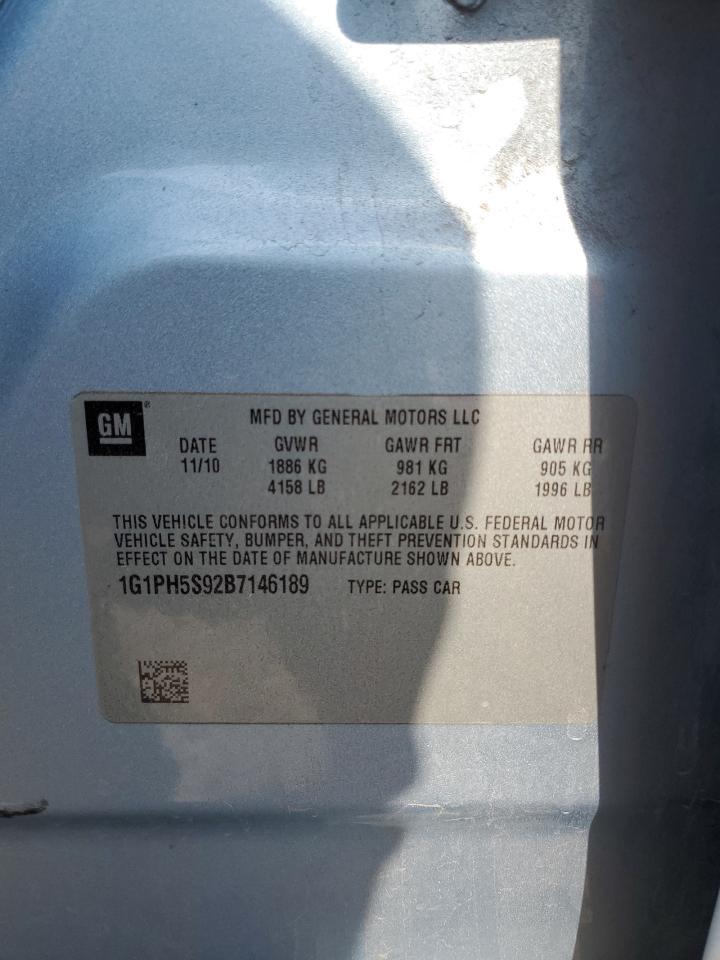 GM ®
MFD BY GENERAL MOTORS LLC
DATE GVWR GAWR FRT GAWR RR
11/10 1886 KG 981 KG 905 KG
4158 LB 2162 LB 1996 LB
THIS VEHICLE CONFORMS TO ALL APPLICABLE U.S. FEDERAL MOTOR
VEHICLE SAFETY, BUMPER, AND THEFT PREVENTION STANDARDS IN
EFFECT ON THE DATE OF MANUFACTURE SHOWN ABOVE.
1G1PH5S92B7146189 TYPE: PASS CAR